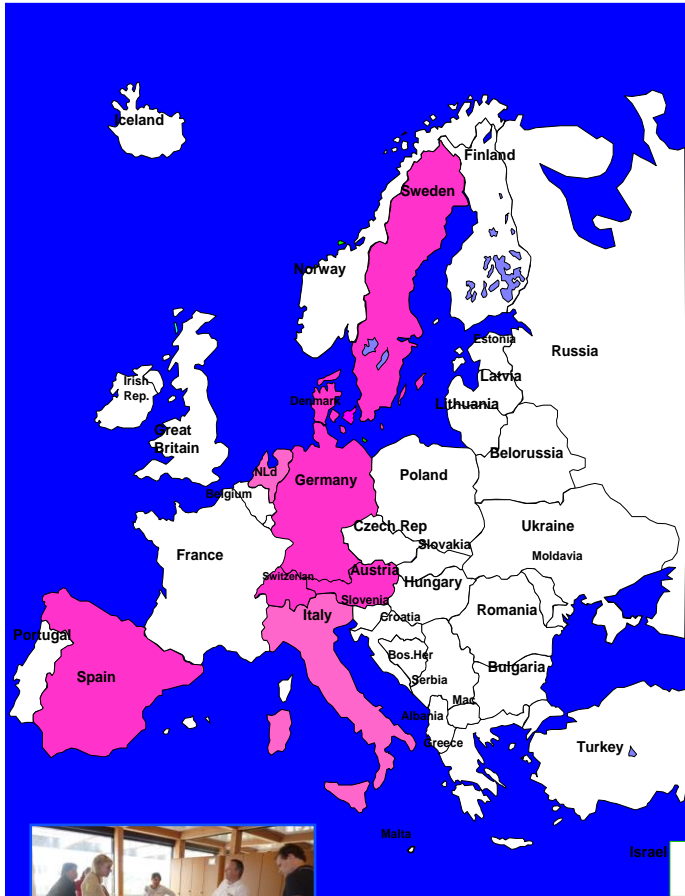 Iceland
Finland
Sweden
Norway
Estonia
Russia
Latvia
Irish
Rep.
Denmark
Lithuania
Great
Britain
Belorussia
NLd
Germany
Poland
Belgium
Czech Rep
Ukraine
Slovakia
France
Moldavia
Switzerlan
Austria
Hungary
Slovenia
Italy
Croatia
Romania
Portugal
Bos.Her
Bulgaria
Spain
Serbia
Mac
Albania
Greece
Turkey
Malta
Israel